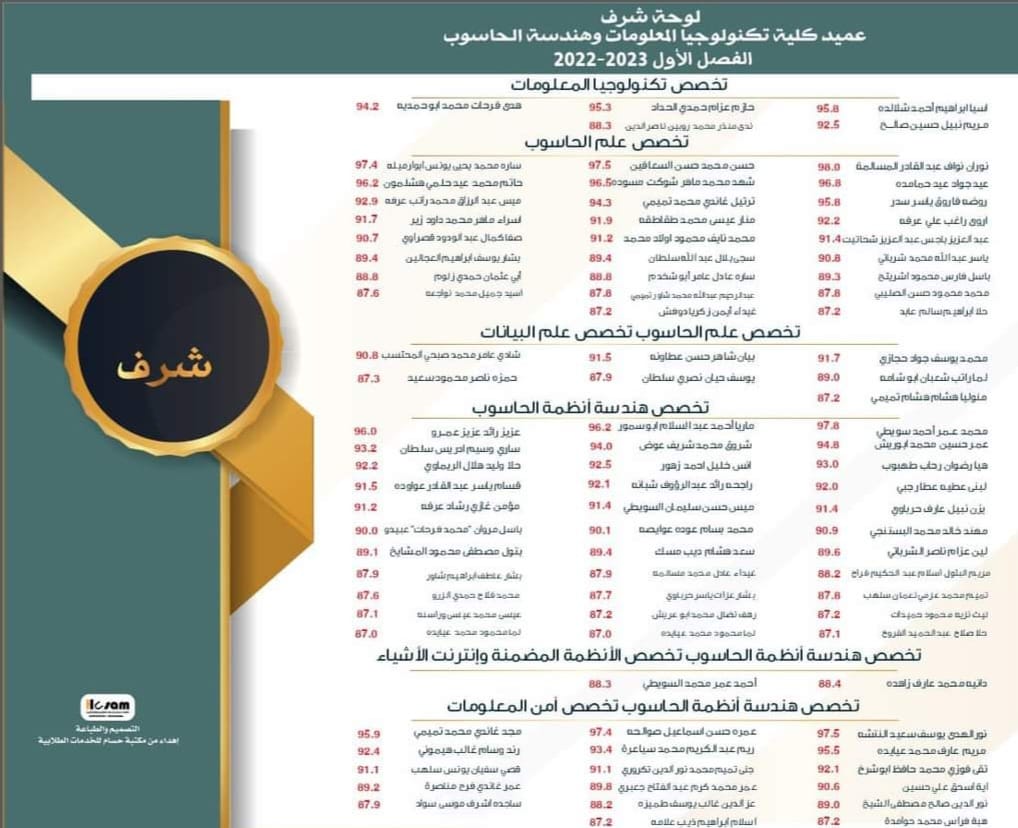 لوحة شرف
عميد كلية تكنولوجيا المعلومات وهندسة الحاسوب
الفصل الأول 2023-2022
تخصص تكنولوجيا المعلومات
اسيا ابراهيم أحمد شلالده 95.8 حازم عزام حمدي الحداد 95.3 هدى فرحات محمد ابوحمديه 94.2
مريم نبيل حسين صالح 92.5 ندى منذر محمد روبين ناصر الدين 88.3
تخصص علم الحاسوب
نوران نواف عبد القادر المسالمة 98.0 حسن محمد حسن السعافين 97.5 ساره محمد يحيى يونس ابوارميله 97.4
عيد جواد عيد حمامده 96.8 شهد محمد ماهر شوكت مسوده 96.5 حاتم محمد عيد حلمي هشلمون 96.2
روضه فاروق ياسر سدر 95.8 ترتيل غاندي محمد تميمي 94.3 ميس عبد الرزاق محمد راتب عرفه 92.9
اروى راغب علي عرفه 92.2 منار عيسى محمد طقاطقه 91.9 اسراء ماهر محمد داود زير 91.7
عبد العزيز باجس عبد العزيز شحاتيت 91.4 محمد نايف محمود اولاد محمد 91.2 صفا كمال عبد الودود قصراوي 90.7
ياسر عبد الله محمد شرباتي 90.8 سجى بلال عبد الله سلطان 89.4 بشار يوسف ابراهيم العجالين 89.4
باسل فارس محمود اشريتح 89.3 ساره عادل عامر أبو شخدم 88.8 أبي عثمان حمدي زلوم 88.8
محمد محمود حسن الصليبي 87.8 عبد الرحيم عبدالله محمد شاور تميمي 87.8 اسيد جميل محمد نواجعه 87.6
حلا ابراهيم سالم عابد 87.2 غيداء أيمن زكريا دوفش 87.2
تخصص علم الحاسوب تخصص علم البيانات
محمد يوسف جواد حجازي 91.7 بيان شاهر حسن عطاونه 91.5 شادي عامر محمد صبحي المحتسب 90.8
لما راتب شعبان ابو شامه 89.0 يوسف حيان نصري سلطان 87.9 حمزه ناصر محمود سعيد 87.3
منوليا هشام هشام تميمي 87.2
تخصص هندسة أنظمة الحاسوب
محمد عمر أحمد سويطي 97.8 ماريا أحمد عبد السلام ابو سمور 96.2 عزيز رائد عزيز عمرو 96.0
عمر حسين محمد ابوريش 94.8 شروق محمد شريف عوض 94.0 ساري وسيم ادريس سلطان 93.2
هيا رضوان رحاب طهبوب 93.0 انس خليل احمد زهور 92.5 حلا وليد هلال الريماوي 92.2
لبنى عطيه عطا رجبي 92.0 راجحه رائد عبد الرؤوف شبانه 92.1 قسام ياسر عبد القادر عواوده 91.5
يزن نبيل عارف حرباوي 91.4 ميس حسن سليمان السويطي 91.4 مؤمن غازي رشاد عرفه 91.2
مهند خالد محمد البستنجي 90.9 محمد بسام عوده عوايصه 90.1 باسل مروان "محمد فرحات" عبيدو 90.0
لين عزام ناصر الشرباتي 89.6 سعد هشام ديب مسك 89.4 بتول مصطفى محمود المشايخ 89.1
مريم البتول اسلام عبد الحكيم فراح 88.2 غيداء عادل محمد مسالمه 87.9 بشار عاطف ابراهيم شاور 87.9
تميم محمد عزمي نعمان سلهب 87.8 بشار عزات ياسر حرباوي 87.7 محمد فلاح حمدي الزرو 87.6
ليث نزيه محمود حميدات 87.2 رهف نضال محمد ابو عريش 87.2 عيسى محمد عيسى وراسنه 87.1
حلا صلاح عبد الحميد الفروخ 87.1 لما محمود محمد عيايده 87.0 لما محمود محمد عيايده 87.0
تخصص هندسة أنظمة الحاسوب تخصص الأنظمة المضمنة وإنترنت الأشياء
دانيه محمد عارف زاهده 88.4 أحمد عمر محمد السويطي 88.3
تخصص هندسة أنظمة الحاسوب تخصص أمن المعلومات
نور الهدى يوسف سعيد النتشه 97.5 عمره حسن اسماعيل صوالحه 97.4 مجد غاندي محمد تميمي 95.9
مريم عارف محمد عيايده 95.5 ريم عبد الكريم محمد سياعرة 93.4 رند وسام غالب هيموني 92.4
تقى فوزي محمد حافظ ابوشرخ 92.1 جنى تميم محمد نور الدين تكروري 91.1 قصي سفيان يونس سلهب 91.1
اية اسحق علي حسين 90.6 عمر محمد كرم عبد الفتاح جعبري 89.8 عمر غاندي فرج مناصرة 89.2
نور الدين صالح مصطفى الشيخ 89.0 عز الدين غالب يوسف طميزه 88.2 ساجده اشرف موسى سواد 87.9
هبة فراس محمد حوامدة 87.2 اسلام ابراهيم ذيب علامه 87.2
شرف
التصميم والطباعة
إهداء من مكتبة حسام للخدمات الطلابية